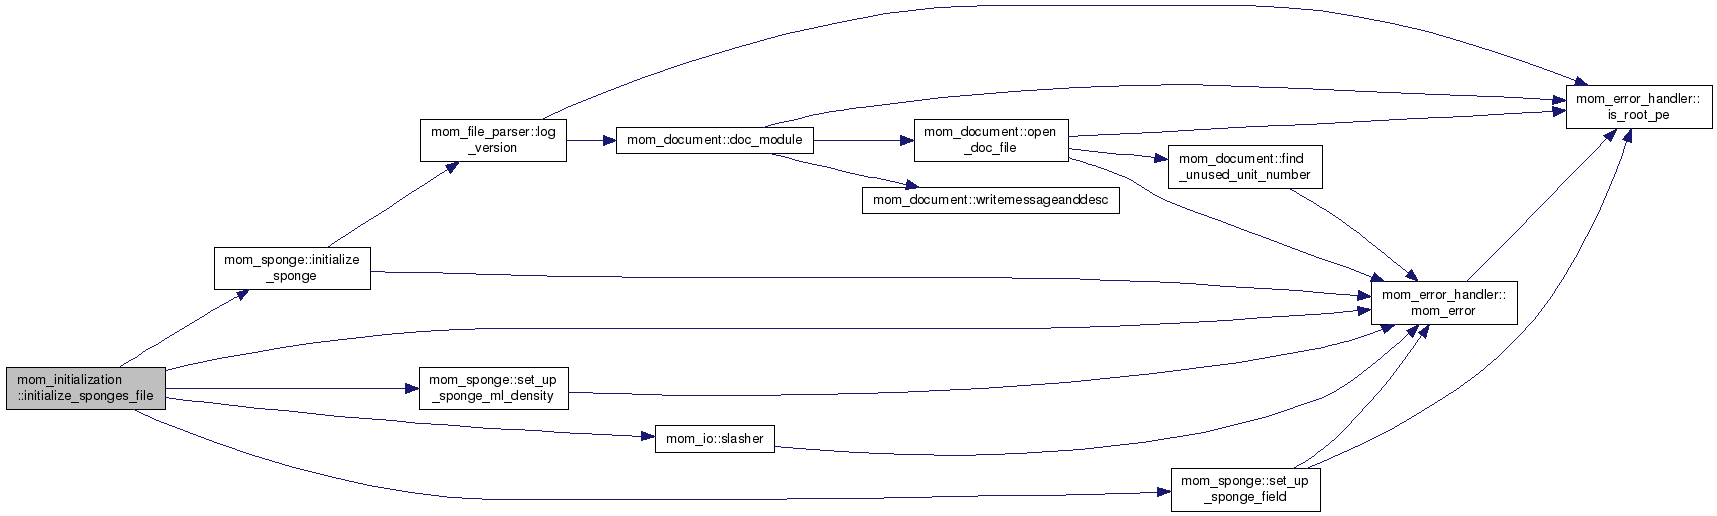 mom_initialization
::initialize_sponges_file
mom_sponge::initialize
_sponge
mom_file_parser::log
_version
mom_document::doc_module
mom_document::open
_doc_file
mom_document::writemessageanddesc
mom_document::find
_unused_unit_number
mom_error_handler::
is_root_pe
mom_error_handler::
mom_error
mom_sponge::set_up
_sponge_ml_density
mom_io::slasher
mom_sponge::set_up
_sponge_field